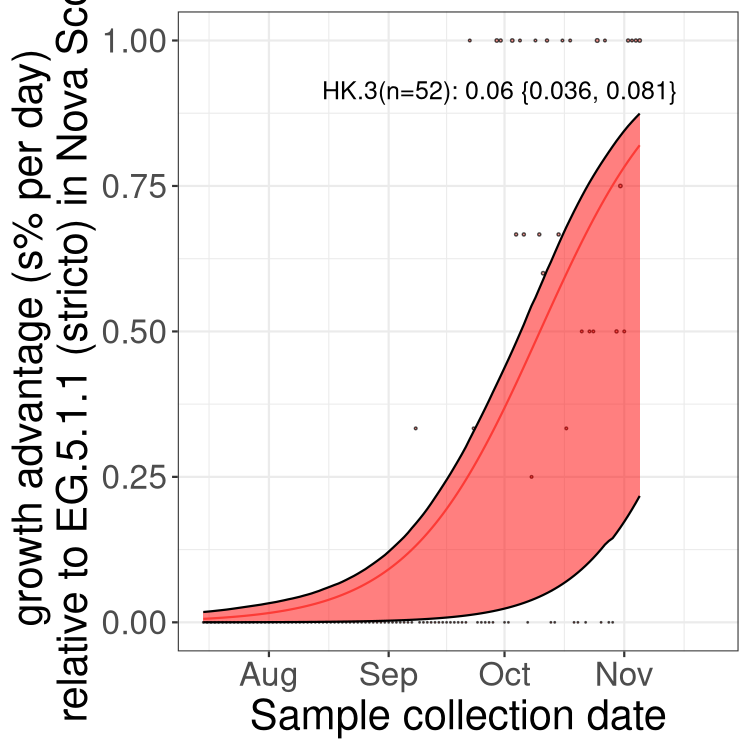 growth advantage (s% per day)
relative to EG.5.1.1 (stricto) in Nova Sco
1.00
0.75
0.50
0.25
0.00
HK.3(n=52): 0.06 {0.036, 0.081}
Aug Sep Oct Nov
Sample collection date